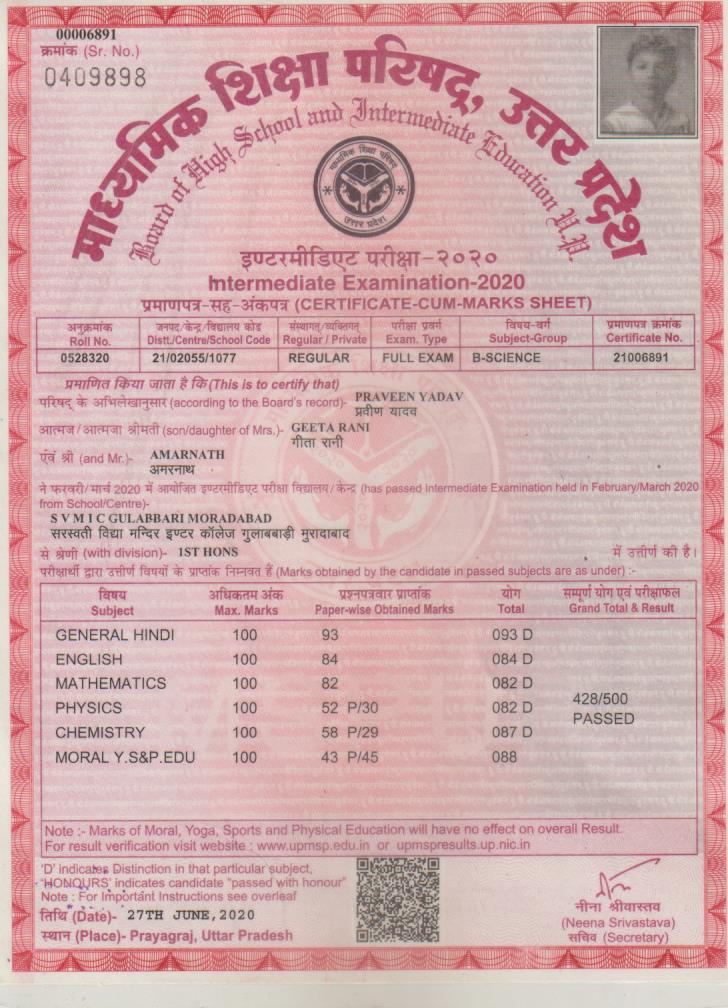 00006891
क्रमांक (Sr. No.)
0409898
माध्यमिक शिक्षा परिषद्, उत्तर प्रदेश
Board of High School and Intermediate Education U.P.
माध्यमिक शिक्षा परिषद
उत्तर प्रदेश
इण्टरमीडिएट परीक्षा-२०२०
Intermediate Examination-2020
प्रमाणपत्र-सह-अंकपत्र (CERTIFICATE-CUM-MARKS SHEET)
अनुक्रमांक जनपद/केन्द्र/विद्यालय कोड संस्थागत/व्यक्तिगत परीक्षा प्रवर्ग विषय-वर्ग प्रमाणपत्र क्रमांक
Roll No. Distt./Centre/School Code Regular / Private Exam. Type Subject-Group Certificate No.
0528320 21/02055/1077 REGULAR FULL EXAM B-SCIENCE 21006891
प्रमाणित किया जाता है कि (This is to certify that)
परिषद् के अभिलेखानुसार (according to the Board's record)- PRAVEEN YADAV
प्रवीण यादव
आत्मज/आत्मजा श्रीमती (son/daughter of Mrs.)- GEETA RANI
गीता रानी
एंव श्री (and Mr.)- AMARNATH
अमरनाथ
ने फरवरी/मार्च 2020 में आयोजित इण्टरमीडिएट परीक्षा विद्यालय/केन्द्र (has passed Intermediate Examination held in February/March 2020
from School/Centre)-
S V M I C GULABBARI MORADABAD
सरस्वती विद्या मन्दिर इण्टर कॉलेज गुलाबबाड़ी मुरादाबाद
से श्रेणी (with division)- 1ST HONS में उत्तीर्ण की है।
परीक्षार्थी द्वारा उत्तीर्ण विषयों के प्राप्तांक निम्नवत हैं (Marks obtained by the candidate in passed subjects are as under) :-
विषय अधिकतम अंक प्रश्नपत्रवार प्राप्तांक योग सम्पूर्ण योग एवं परीक्षाफल
Subject Max. Marks Paper-wise Obtained Marks Total Grand Total & Result
GENERAL HINDI 100 93 093 D
ENGLISH 100 84 084 D
MATHEMATICS 100 82 082 D
PHYSICS 100 52 P/30 082 D
428/500
PASSED
CHEMISTRY 100 58 P/29 087 D
MORAL Y.S&P.EDU 100 43 P/45 088
Note :- Marks of Moral, Yoga, Sports and Physical Education will have no effect on overall Result.
For result verification visit website : www.upmsp.edu.in or upmspresults.up.nic.in
'D' indicates Distinction in that particular subject,
'HONOURS' indicates candidate "passed with honour"
Note : For Important Instructions see overleaf
तिथि (Date)- 27TH JUNE,2020
स्थान (Place)- Prayagraj, Uttar Pradesh
नीना श्रीवास्तव
(Neena Srivastava)
सचिव (Secretary)